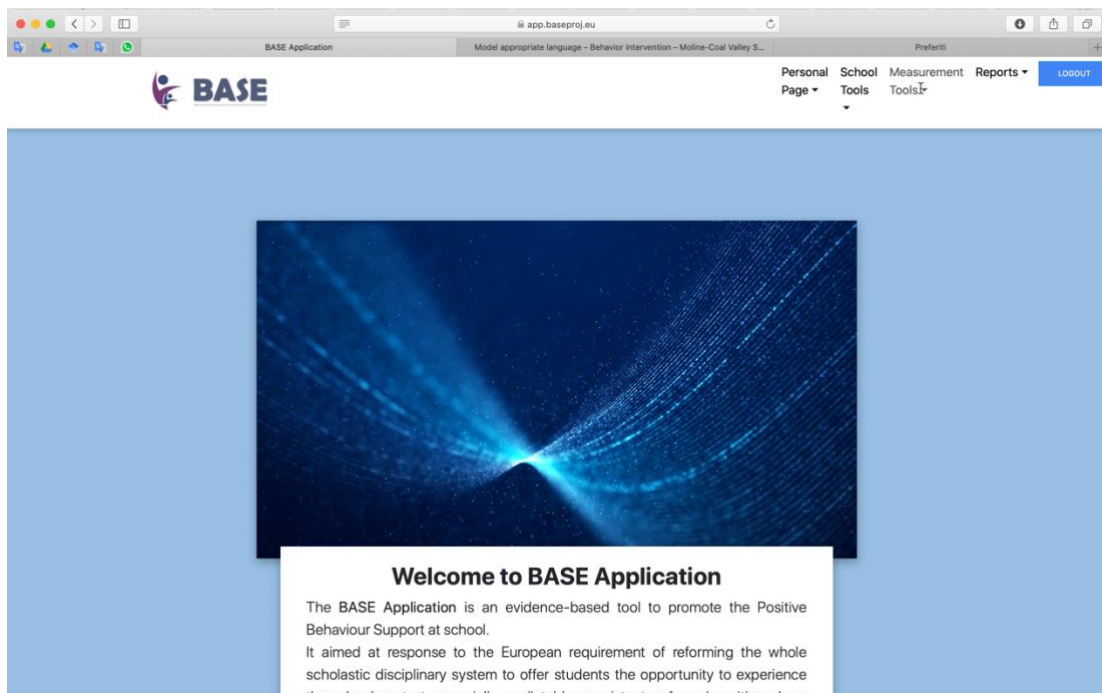 app.baseproj.eu
BASE Application
Model appropriate language – Behavior Intervention – Moline-Coal Valley S...
Preferiti
BASE
Personal Page
School Tools
Measurement Tools
Reports
LOGOUT
Welcome to BASE Application
The BASE Application is an evidence-based tool to promote the Positive
Behaviour Support at school.
It aimed at response to the European requirement of reforming the whole
scholastic disciplinary system to offer students the opportunity to experience